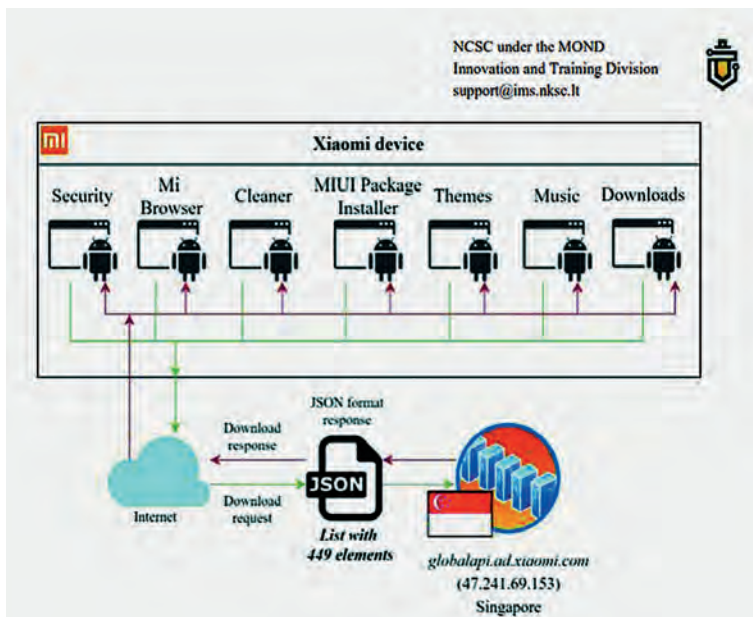 NCSC under the MOND
Innovation and Training Division
support@ims.nksc.lt
mi
Xiaomi device
Security
Mi
Browser
Cleaner
MIUI Package
Installer
Themes
Music
Downloads
JSON format
response
Download
response
JSON
Internet
Download
request
List with
449 elements
globalapi.ad.xiaomi.com
(47.241.69.153)
Singapore